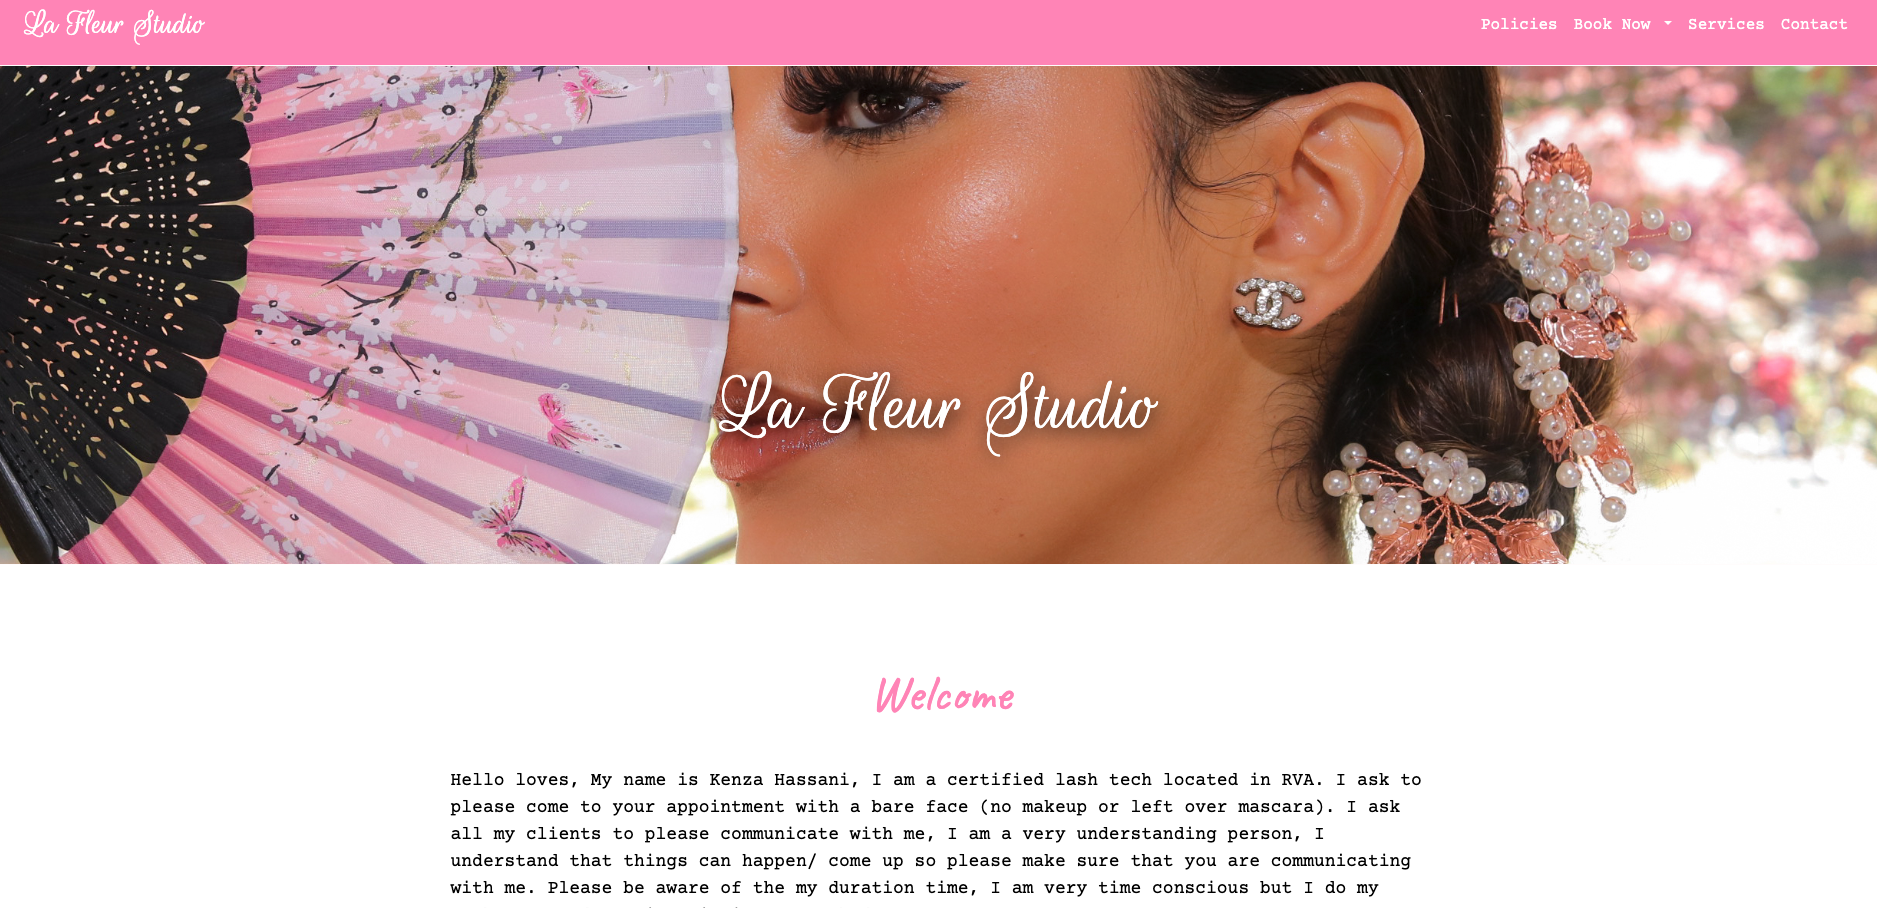 La Fleur Studio
Policies Book Now Services Contact
La Fleur Studio
Welcome
Hello loves, My name is Kenza Hassani, I am a certified lash tech located in RVA. I ask to
please come to your appointment with a bare face (no makeup or left over mascara). I ask
all my clients to please communicate with me, I am a very understanding person, I
understand that things can happen/ come up so please make sure that you are communicating
with me. Please be aware of the my duration time, I am very time conscious but I do my